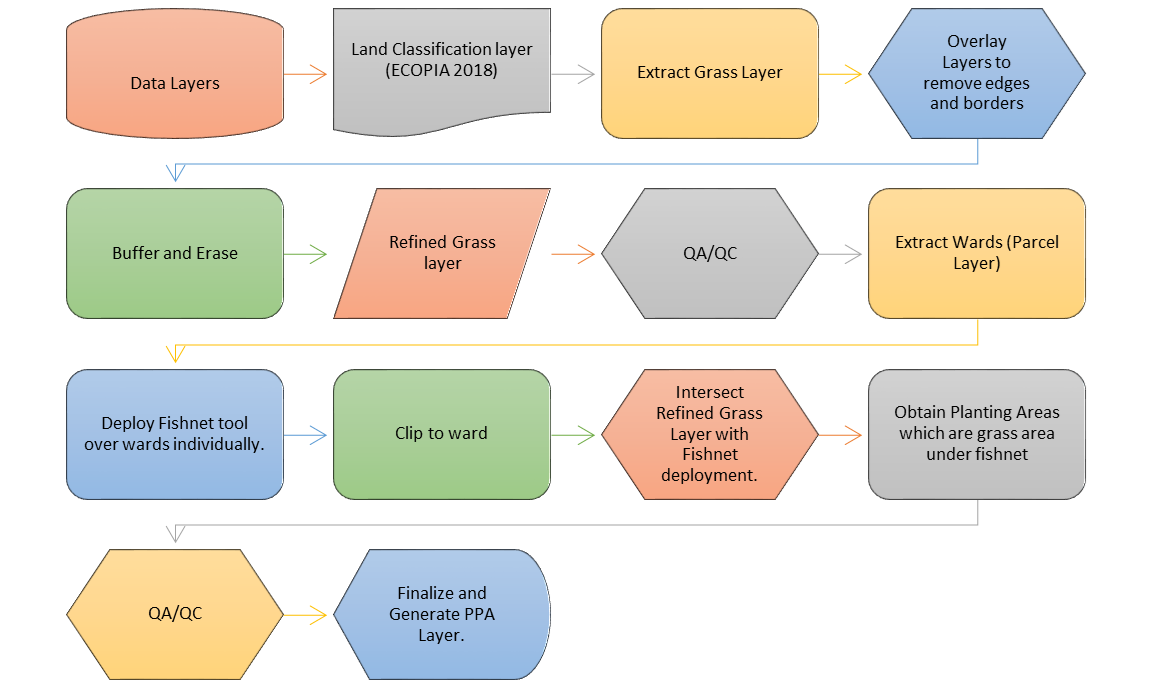 Data Layers
Land Classification layer
(ECOPIA 2018)
Extract Grass Layer
Overlay
Layers to
remove edges
and borders
Buffer and Erase
Refined Grass
layer
QA/QC
Extract Wards (Parcel
Layer)
Deploy Fishnet tool
over wards individually.
Clip to ward
Intersect
Refined Grass
Layer with
Fishnet
deployment.
Obtain Planting Areas
which are grass area
under fishnet
QA/QC
Finalize and
Generate PPA
Layer.